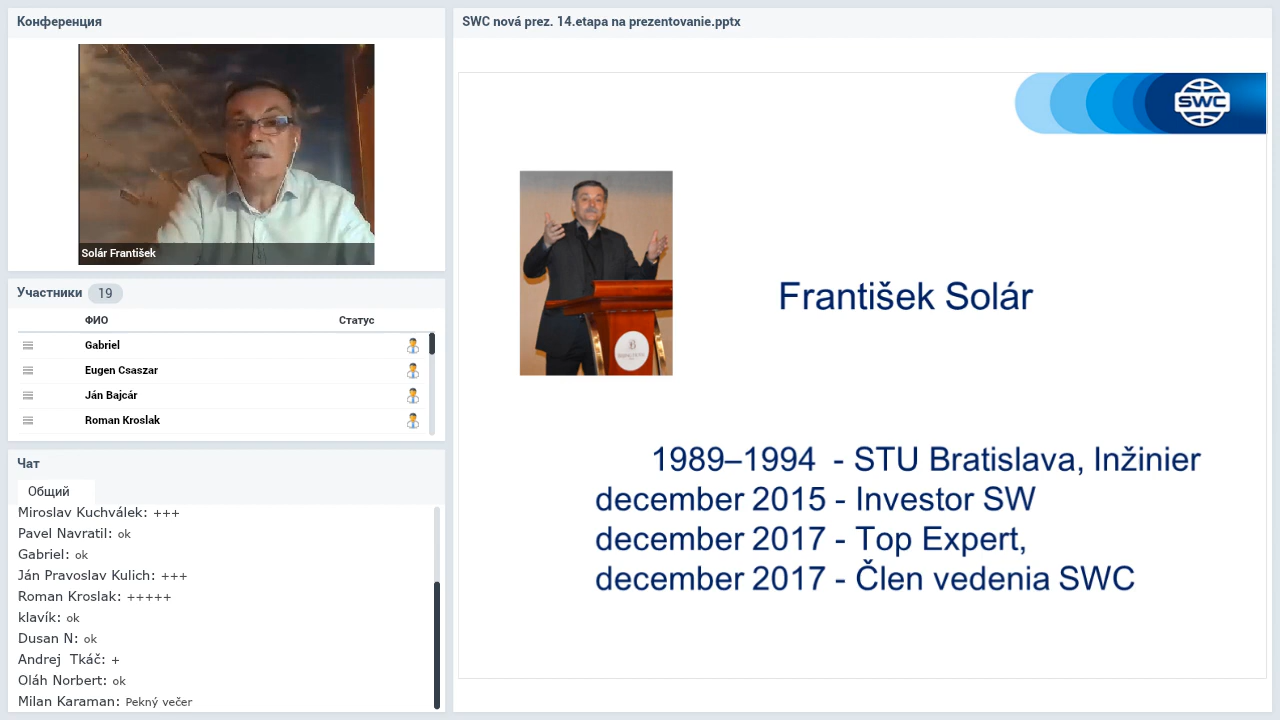 Конференция
Solár František
Участники 19
ФИО Статус
Gabriel
Eugen Csaszar
Ján Bajcár
Roman Kroslak
Чат
Общий
Miroslav Kuchválek: +++
Pavel Navratil: ok
Gabriel: ok
Ján Pravoslav Kulich: +++
Roman Kroslak: +++++
klavík: ok
Dusan N: ok
Andrej Tkáč: +
Oláh Norbert: ok
Milan Karaman: Pekný večer
SWC nová prez. 14.etapa na prezentovanie.pptx
SWC
František Solár
1989–1994 - STU Bratislava, Inžinier
december 2015 - Investor SW
december 2017 - Top Expert,
december 2017 - Člen vedenia SWC